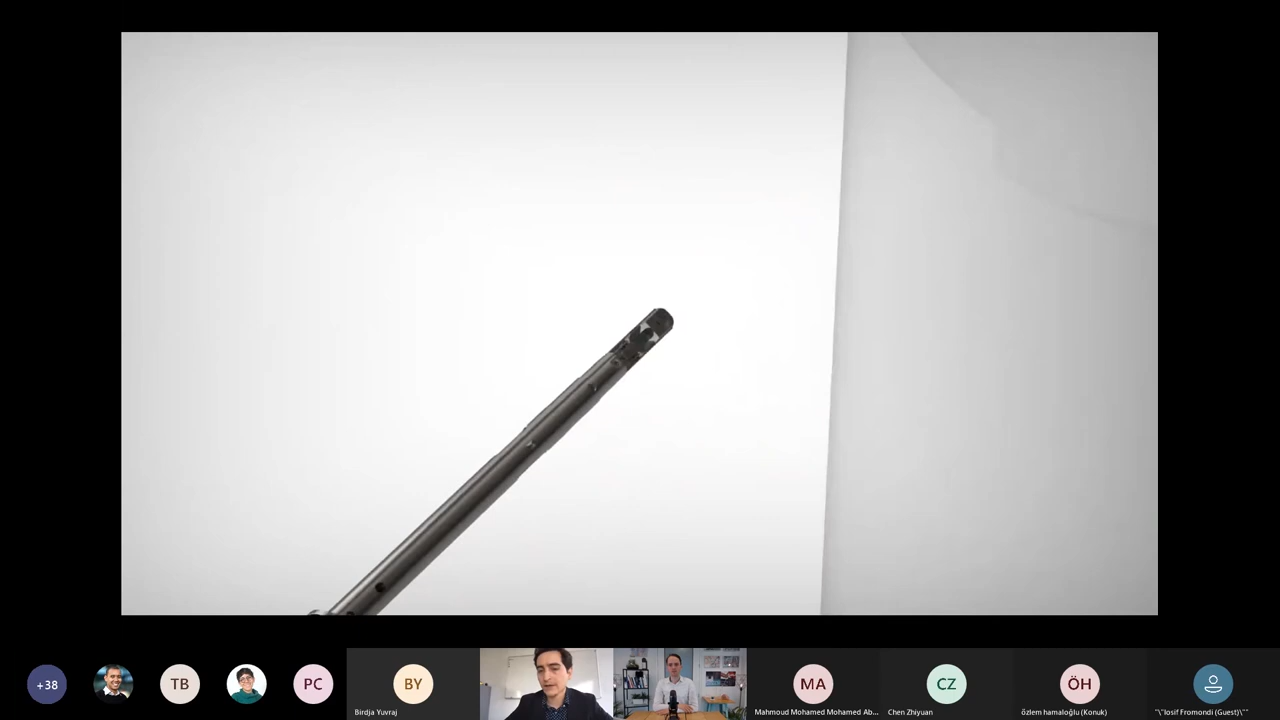 +38
TB
PC
BY
Birdja Yuvraj
MA
Mahmoud Mohamed Mohamed Ab...
CZ
Chen Zhiyuan
ÖH
özlem hamaloğlu (Konuk)
"\"Iosif Fromondi (Guest)\""